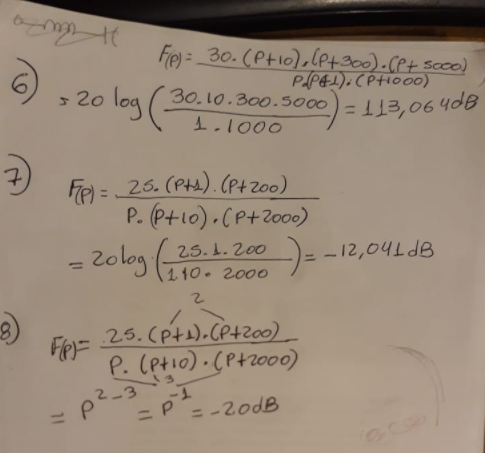 6) F(P)= 30.(P+10).(P+300).(P+5000) / P.(P+1).(P+1000)
= 20 log (30.10.300.5000 / 1.1000) = 113,064dB
7) F(P)= 25.(P+1).(P+200) / P.(P+10).(P+2000)
= 20log (25.1.200 / 1.10.2000) = -12,041dB
2
8) F(P)= 25.(P+1).(P+200) / P.(P+10).(P+2000)
3
= P^2-3 = P^-1 = -20dB